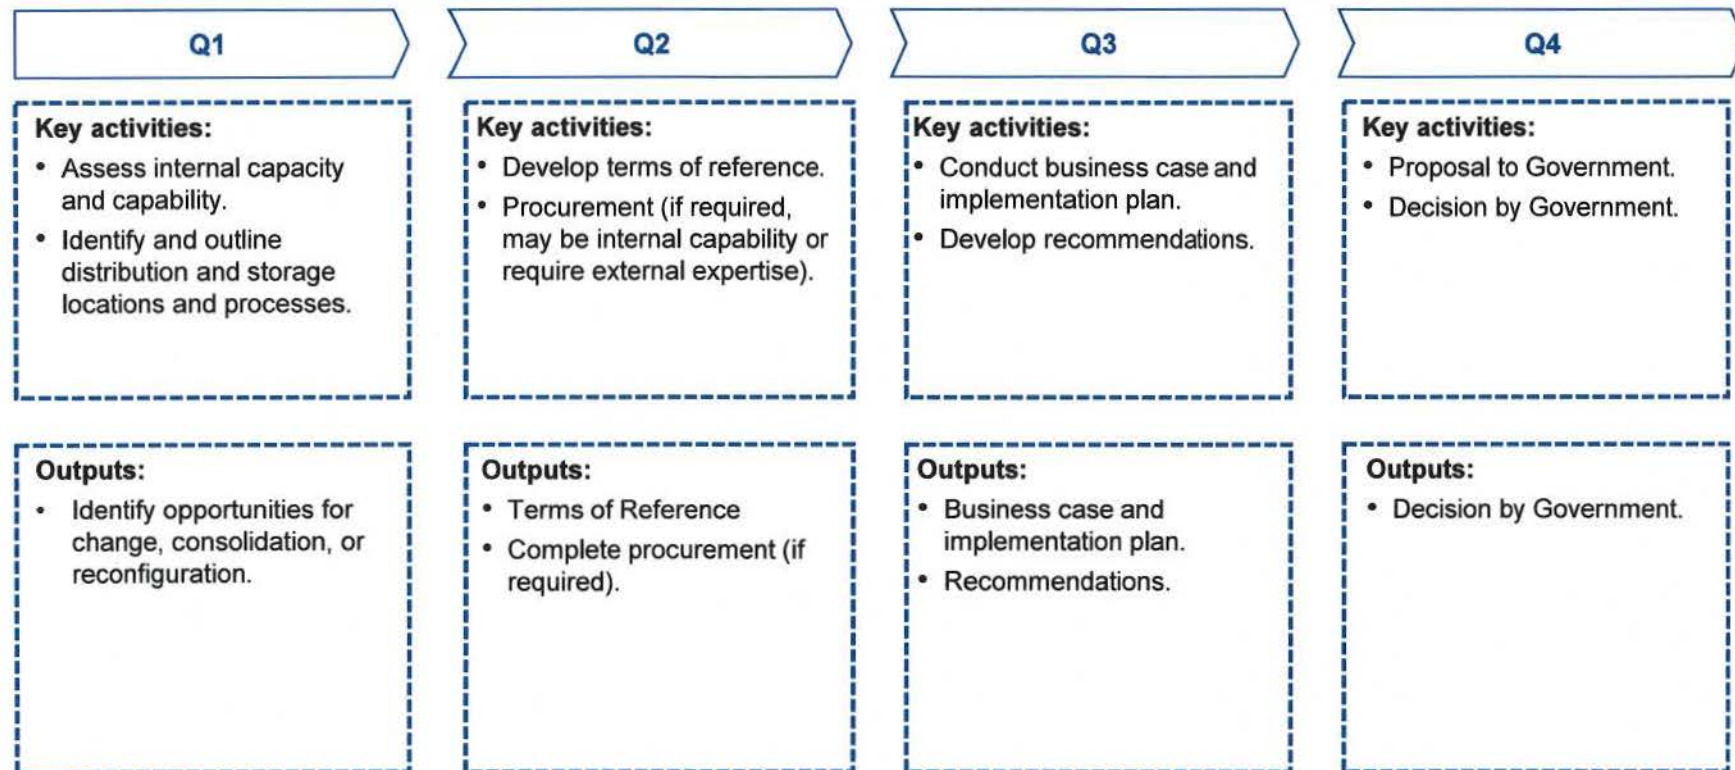 Q1
Q2
Q3
Q4
Key activities:
• Assess internal capacity
and capability.
• Identify and outline
distribution and storage
locations and processes.
Key activities:
• Develop terms of reference.
• Procurement (if required,
may be internal capability or
require external expertise).
Key activities:
• Conduct business case and
implementation plan.
• Develop recommendations.
Key activities:
• Proposal to Government.
• Decision by Government.
Outputs:
• Identify opportunities for
change, consolidation, or
reconfiguration.
Outputs:
• Terms of Reference
• Complete procurement (if
required).
Outputs:
• Business case and
implementation plan.
• Recommendations.
Outputs:
• Decision by Government.